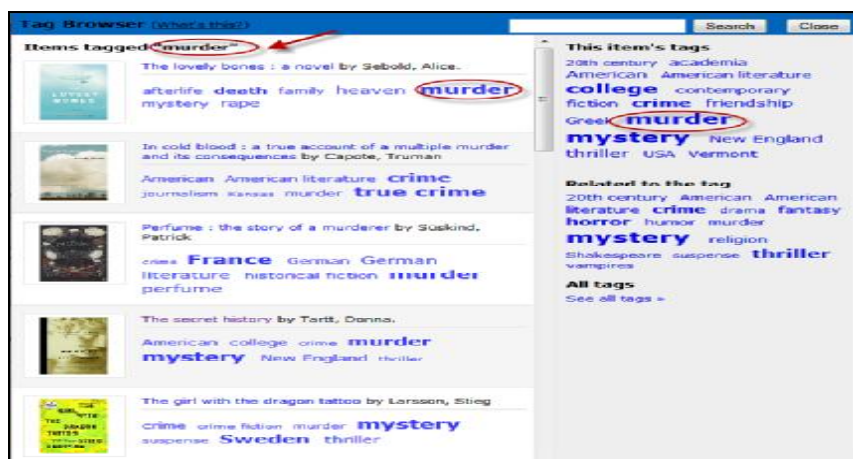 Tag Browser (What's this?)
Search
Close
Items tagged "murder"
The lovely bones : a novel by Sebold, Alice.
afterlife death family heaven murder
mystery rape
In cold blood : a true account of a multiple murder
and its consequences by Capote, Truman
American American literature crime
journalism Kansas murder true crime
Perfume : the story of a murderer by Süskind,
Patrick
crime France German German
literature historical fiction murder
perfume
The secret history by Tartt, Donna.
American college crime murder
mystery New England thriller
The girl with the dragon tattoo by Larsson, Stieg
crime crime fiction murder mystery
suspense Sweden thriller
This item's tags
20th century academia
American American literature
college contemporary
fiction crime friendship
Greek murder
mystery New England
thriller USA Vermont
Related to the tag
20th century American American
literature crime drama fantasy
horror humor murder
mystery religion
Shakespeare suspense thriller
vampires
All tags
See all tags »